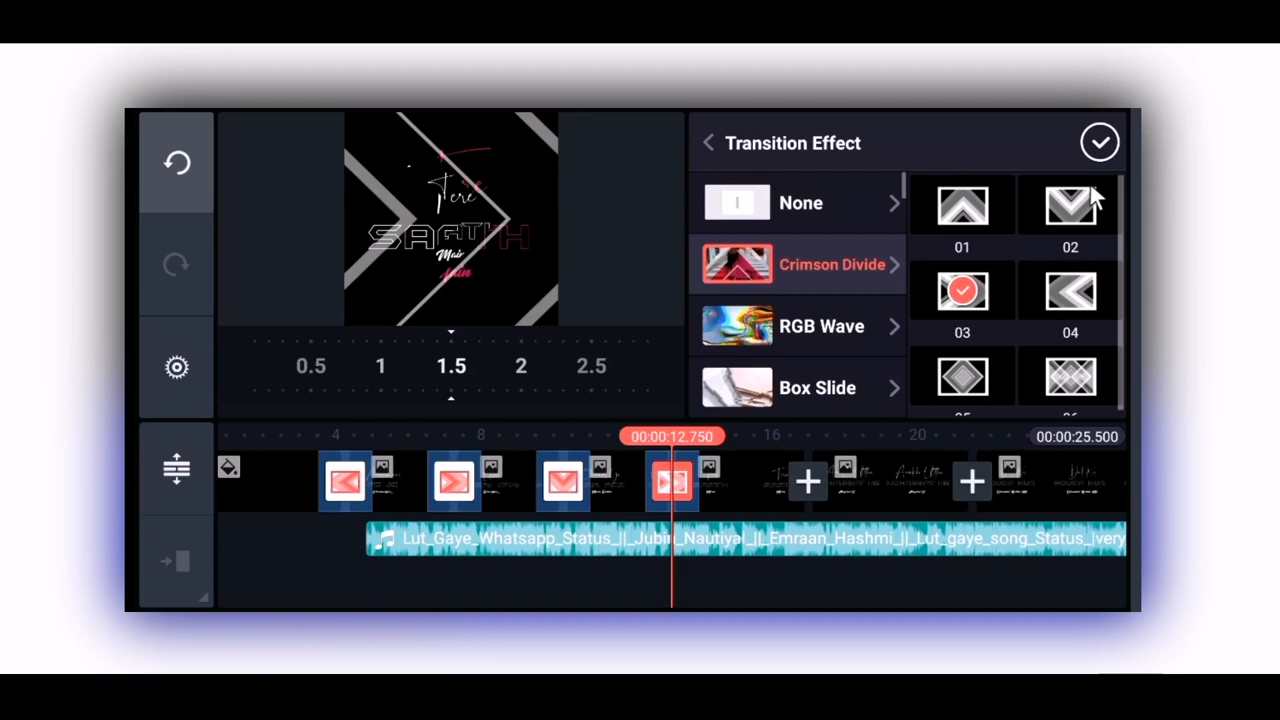 Transition Effect
None
Crimson Divide
RGB Wave
Box Slide
01
02
03
04
Tere
SAATH
Mair
0.5 1 1.5 2 2.5
4 8 00:00:12.750 16 20 00:00:25.500
Lut_Gaye_Whatsapp_Status_||_Jubin_Nautiyal_||_Emraan_Hashmi_||_Lut_gaye_song_Status_|very